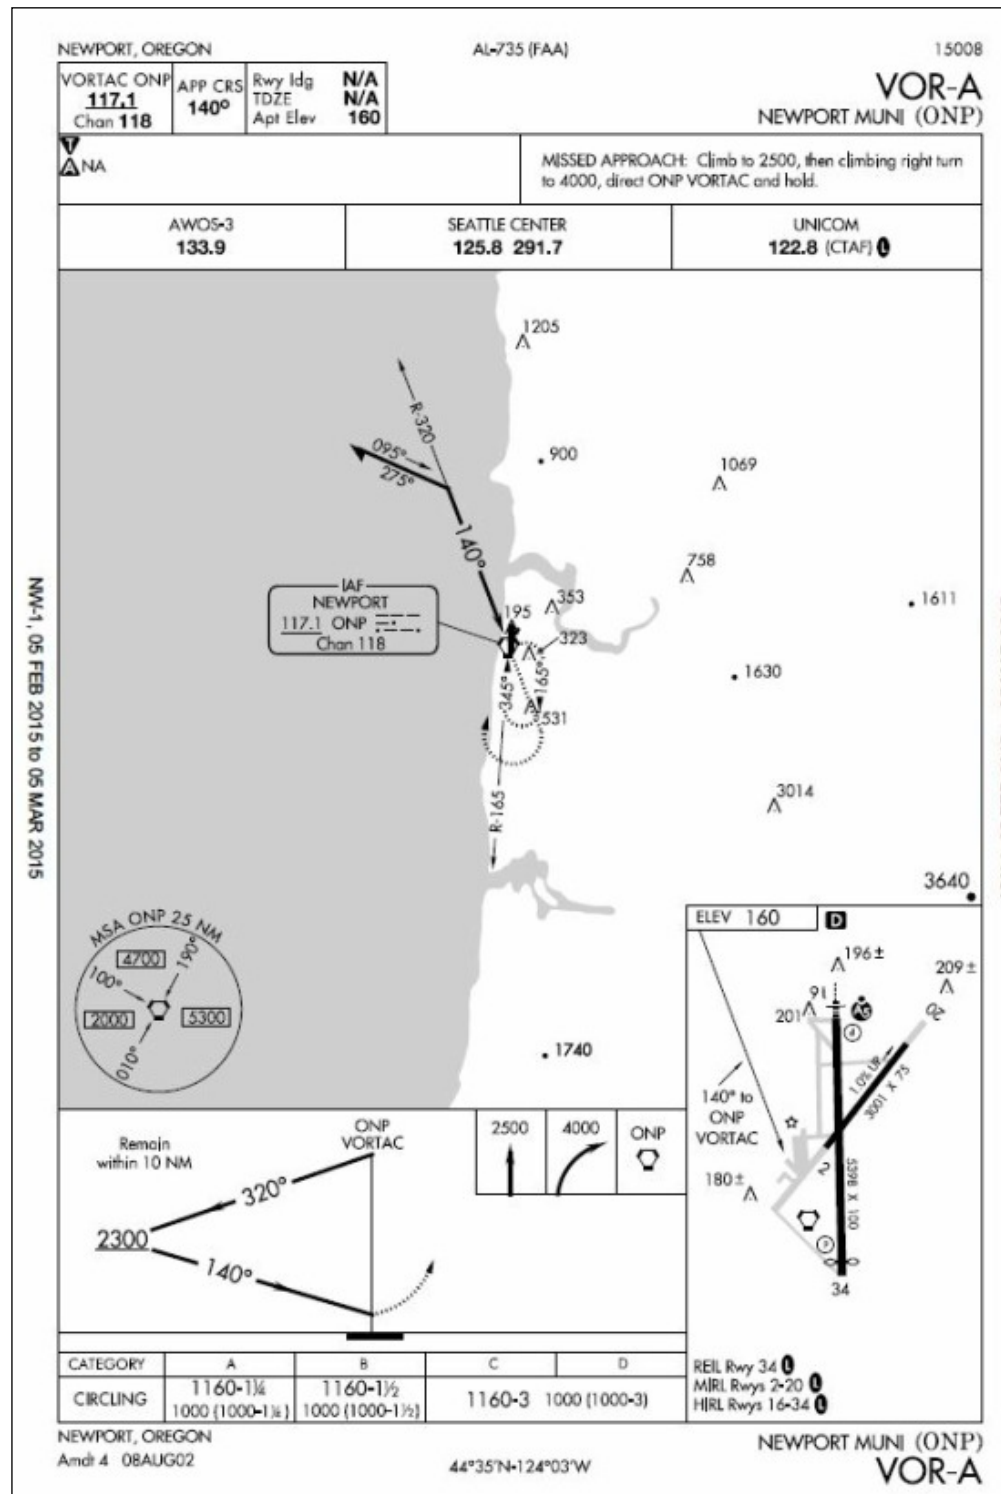 NEWPORT, OREGON
AL-735 (FAA)
15008
VORTAC ONP
117.1
Chan 118
APP CRS
140°
Rwy ldg N/A
TDZE N/A
Apt Elev 160
VOR-A
NEWPORT MUNI (ONP)
T
A NA
MISSED APPROACH: Climb to 2500, then climbing right turn
to 4000, direct ONP VORTAC and hold.
AWOS-3
133.9
SEATTLE CENTER
125.8 291.7
UNICOM
122.8 (CTAF) L
1205
R-320
095°
275°
900
1069
140°
758
IAF
NEWPORT
117.1 ONP
Chan 118
195
353
323
1611
1630
345°
165°
531
R-165
3014
3640
NW-1, 05 FEB 2015 to 05 MAR 2015
MSA ONP 25 NM
4700
190°
100°
2000
5300
010°
1740
ELEV 160
D
196±
209±
201
16
A5
20
4
1.0% UP
3001 X 75
140° to
ONP
VORTAC
180±
2
5398 X 100
34
Remain
within 10 NM
ONP
VORTAC
2500
4000
ONP
320°
2300
140°
CATEGORY A B C D
CIRCLING
1160-1¼
1000 (1000-1¼)
1160-1½
1000 (1000-1½)
1160-3 1000 (1000-3)
REIL Rwy 34 L
MIRL Rwys 2-20 L
HIRL Rwys 16-34 L
NEWPORT, OREGON
Amdt 4 08AUG02
44°35'N-124°03'W
NEWPORT MUNI (ONP)
VOR-A